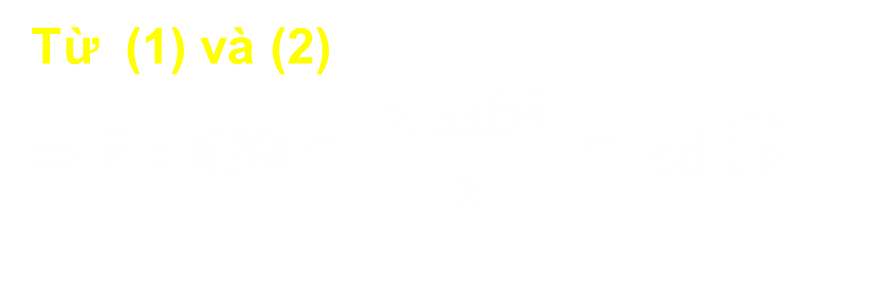 Từ (1) và (2)